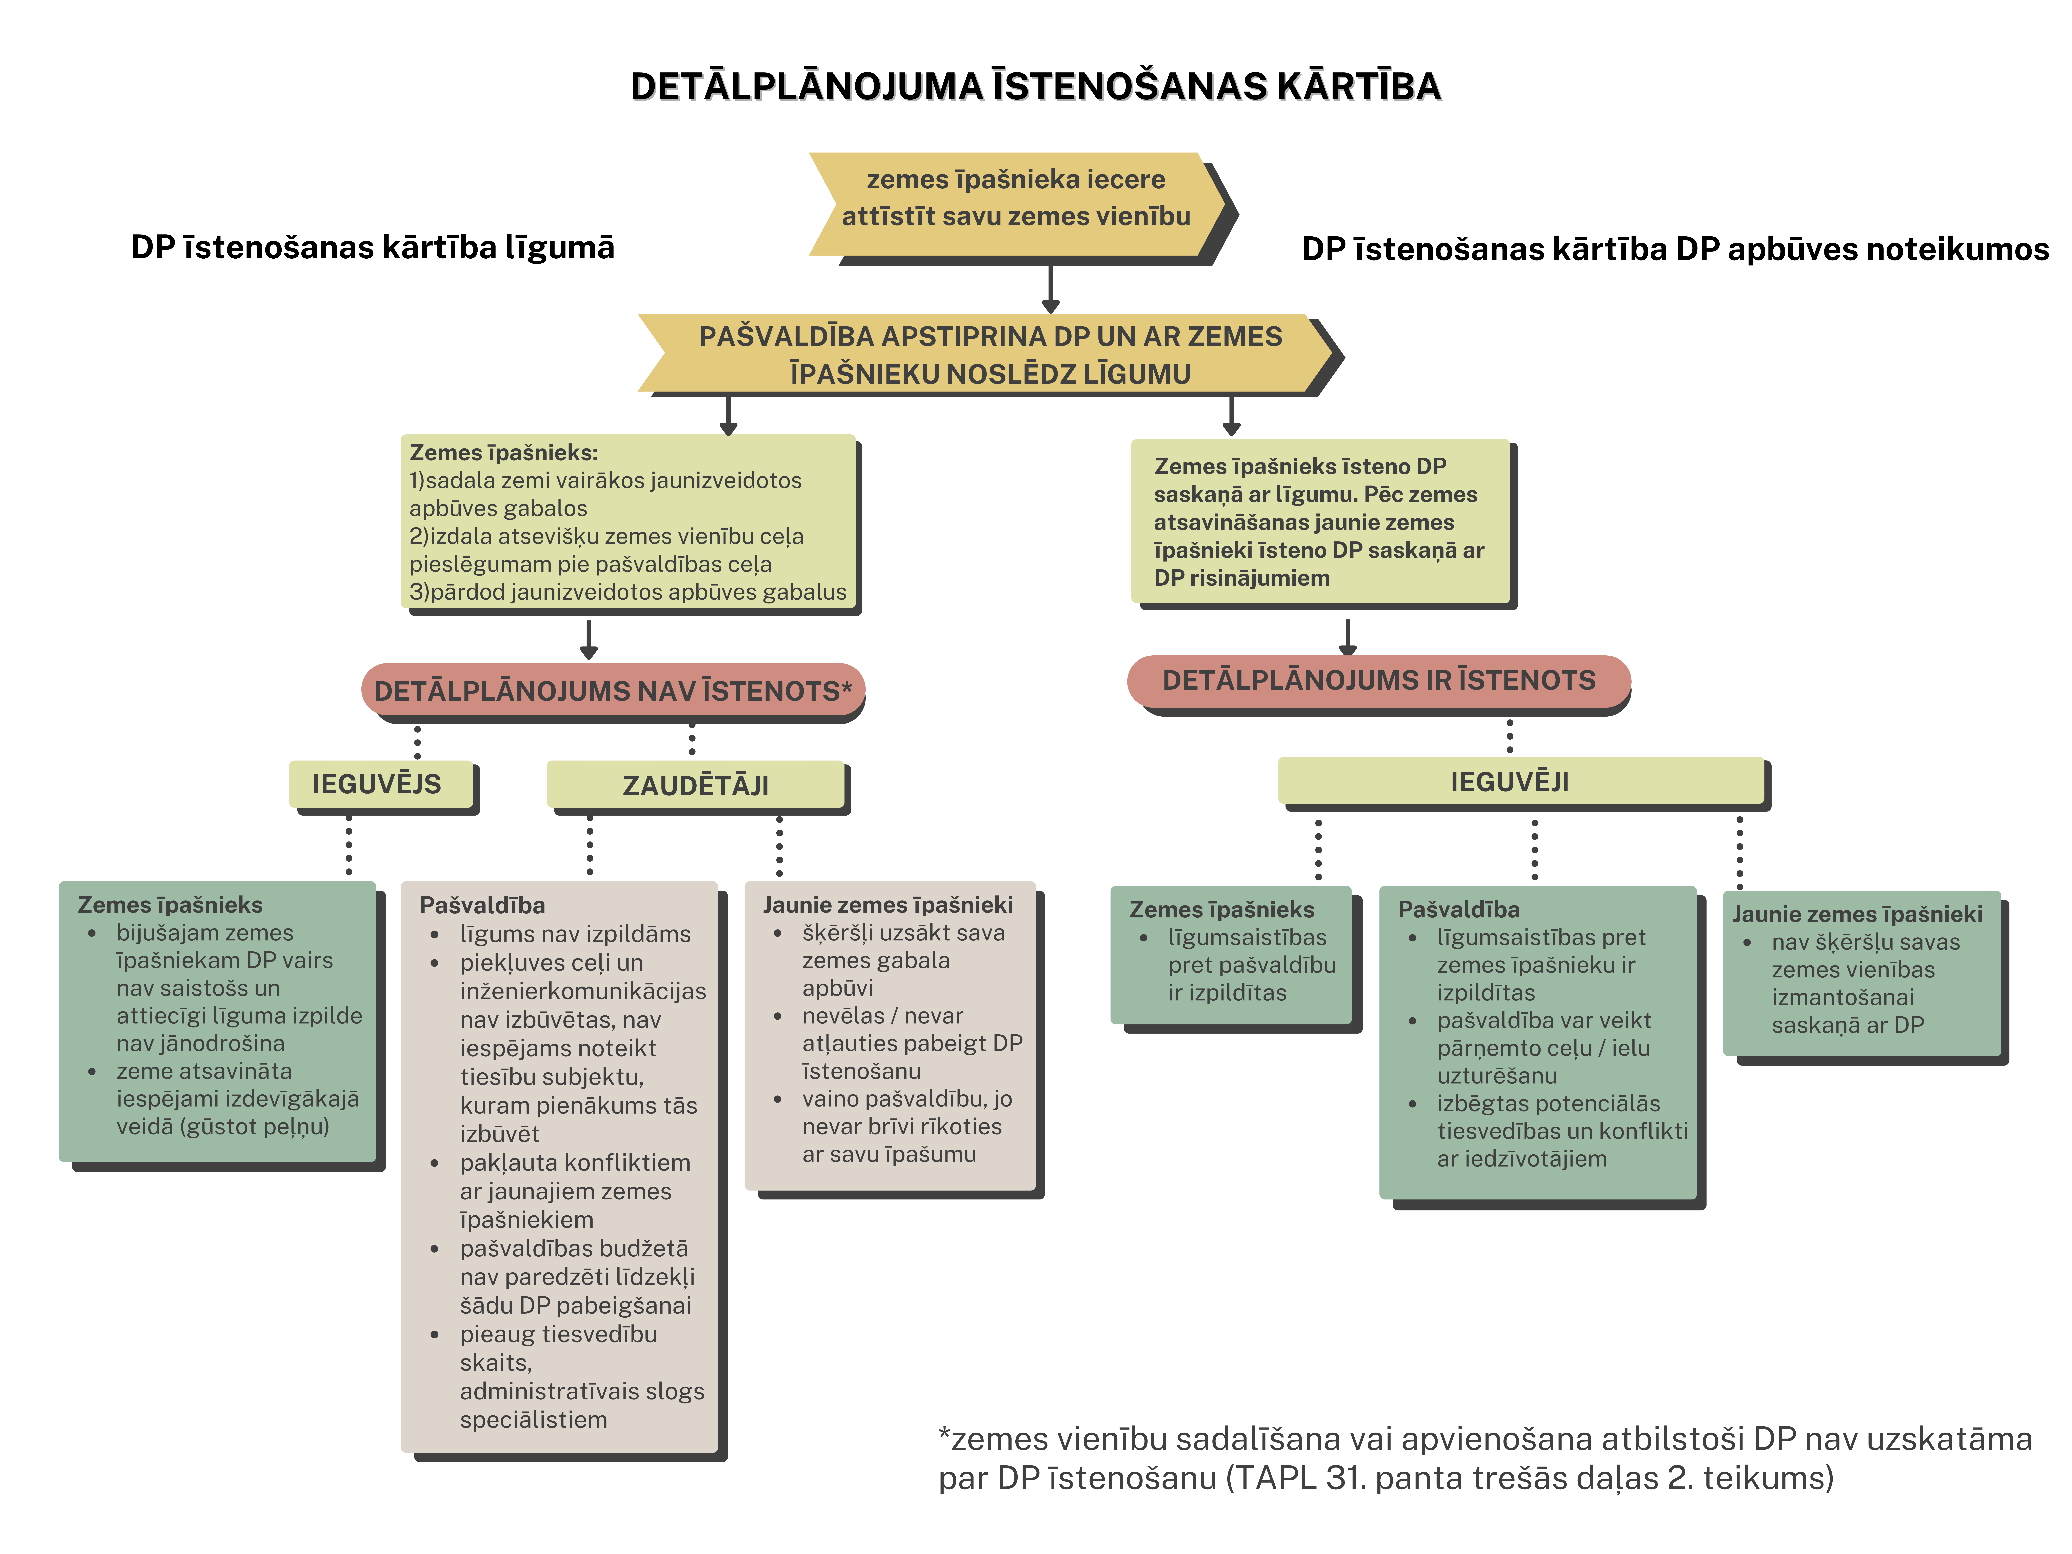 DETĀLPLĀNOJUMA ĪSTENOŠANAS KĀRTĪBA
zemes īpašnieka iecere
attīstīt savu zemes vienību
DP īstenošanas kārtība līgumā
DP īstenošanas kārtība DP apbūves noteikumos
PAŠVALDĪBA APSTIPRINA DP UN AR ZEMES
ĪPAŠNIEKU NOSLĒDZ LĪGUMU
Zemes īpašnieks:
1)sadala zemi vairākos jaunizveidotos
apbūves gabalos
2)izdala atsevišķu zemes vienību ceļa
pieslēgumam pie pašvaldības ceļa
3)pārdod jaunizveidotos apbūves gabalus
Zemes īpašnieks īsteno DP
saskaņā ar līgumu. Pēc zemes
atsavināšanas jaunie zemes
īpašnieki īsteno DP saskaņā ar
DP risinājumiem
DETĀLPLĀNOJUMS NAV ĪSTENOTS*
DETĀLPLĀNOJUMS IR ĪSTENOTS
IEGUVĒJS
ZAUDĒTĀJI
IEGUVĒJI
Zemes īpašnieks
• bijušajam zemes
īpašniekam DP vairs
nav saistošs un
attiecīgi līguma izpilde
nav jānodrošina
• zeme atsavināta
iespējami izdevīgākajā
veidā (gūstot peļņu)
Pašvaldība
• līgums nav izpildāms
• piekļuves ceļi un
inženierkomunikācijas
nav izbūvētas, nav
iespējams noteikt
tiesību subjektu,
kuram pienākums tās
izbūvēt
• pakļauta konfliktiem
ar jaunajiem zemes
īpašniekiem
• pašvaldības budžetā
nav paredzēti līdzekļi
šādu DP pabeigšanai
• pieaug tiesvedību
skaits,
administratīvais slogs
speciālistiem
Jaunie zemes īpašnieki
• šķēršļi uzsākt sava
zemes gabala
apbūvi
• nevēlas / nevar
atļauties pabeigt DP
īstenošanu
• vaino pašvaldību, jo
nevar brīvi rīkoties
ar savu īpašumu
Zemes īpašnieks
• līgumsaistības
pret pašvaldību
ir izpildītas
Pašvaldība
• līgumsaistības pret
zemes īpašnieku ir
izpildītas
• pašvaldība var veikt
pārņemto ceļu / ielu
uzturēšanu
• izbēgtas potenciālās
tiesvedības un konflikti
ar iedzīvotājiem
Jaunie zemes īpašnieki
• nav šķēršļu savas
zemes vienības
izmantošanai
saskaņā ar DP
*zemes vienību sadalīšana vai apvienošana atbilstoši DP nav uzskatāma
par DP īstenošanu (TAPL 31. panta trešās daļas 2. teikums)